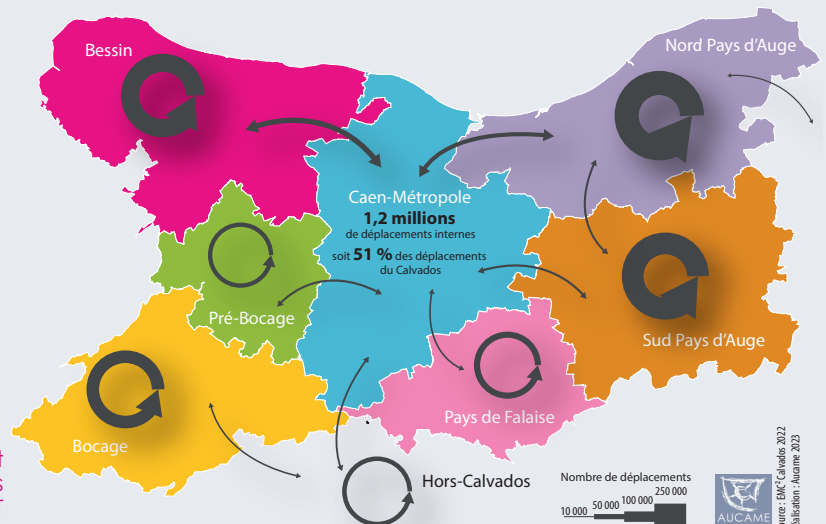 Bessin
Nord Pays d'Auge
Caen-Métropole
1,2 millions
de déplacements internes
soit 51 % des déplacements
du Calvados
Pré-Bocage
Sud Pays d'Auge
Pays de Falaise
Bocage
Hors-Calvados
Nombre de déplacements
10 000 50 000 100 000 250 000
AUCAME
ource : EMC² Calvados 2022
éalisation : Aucame 2023